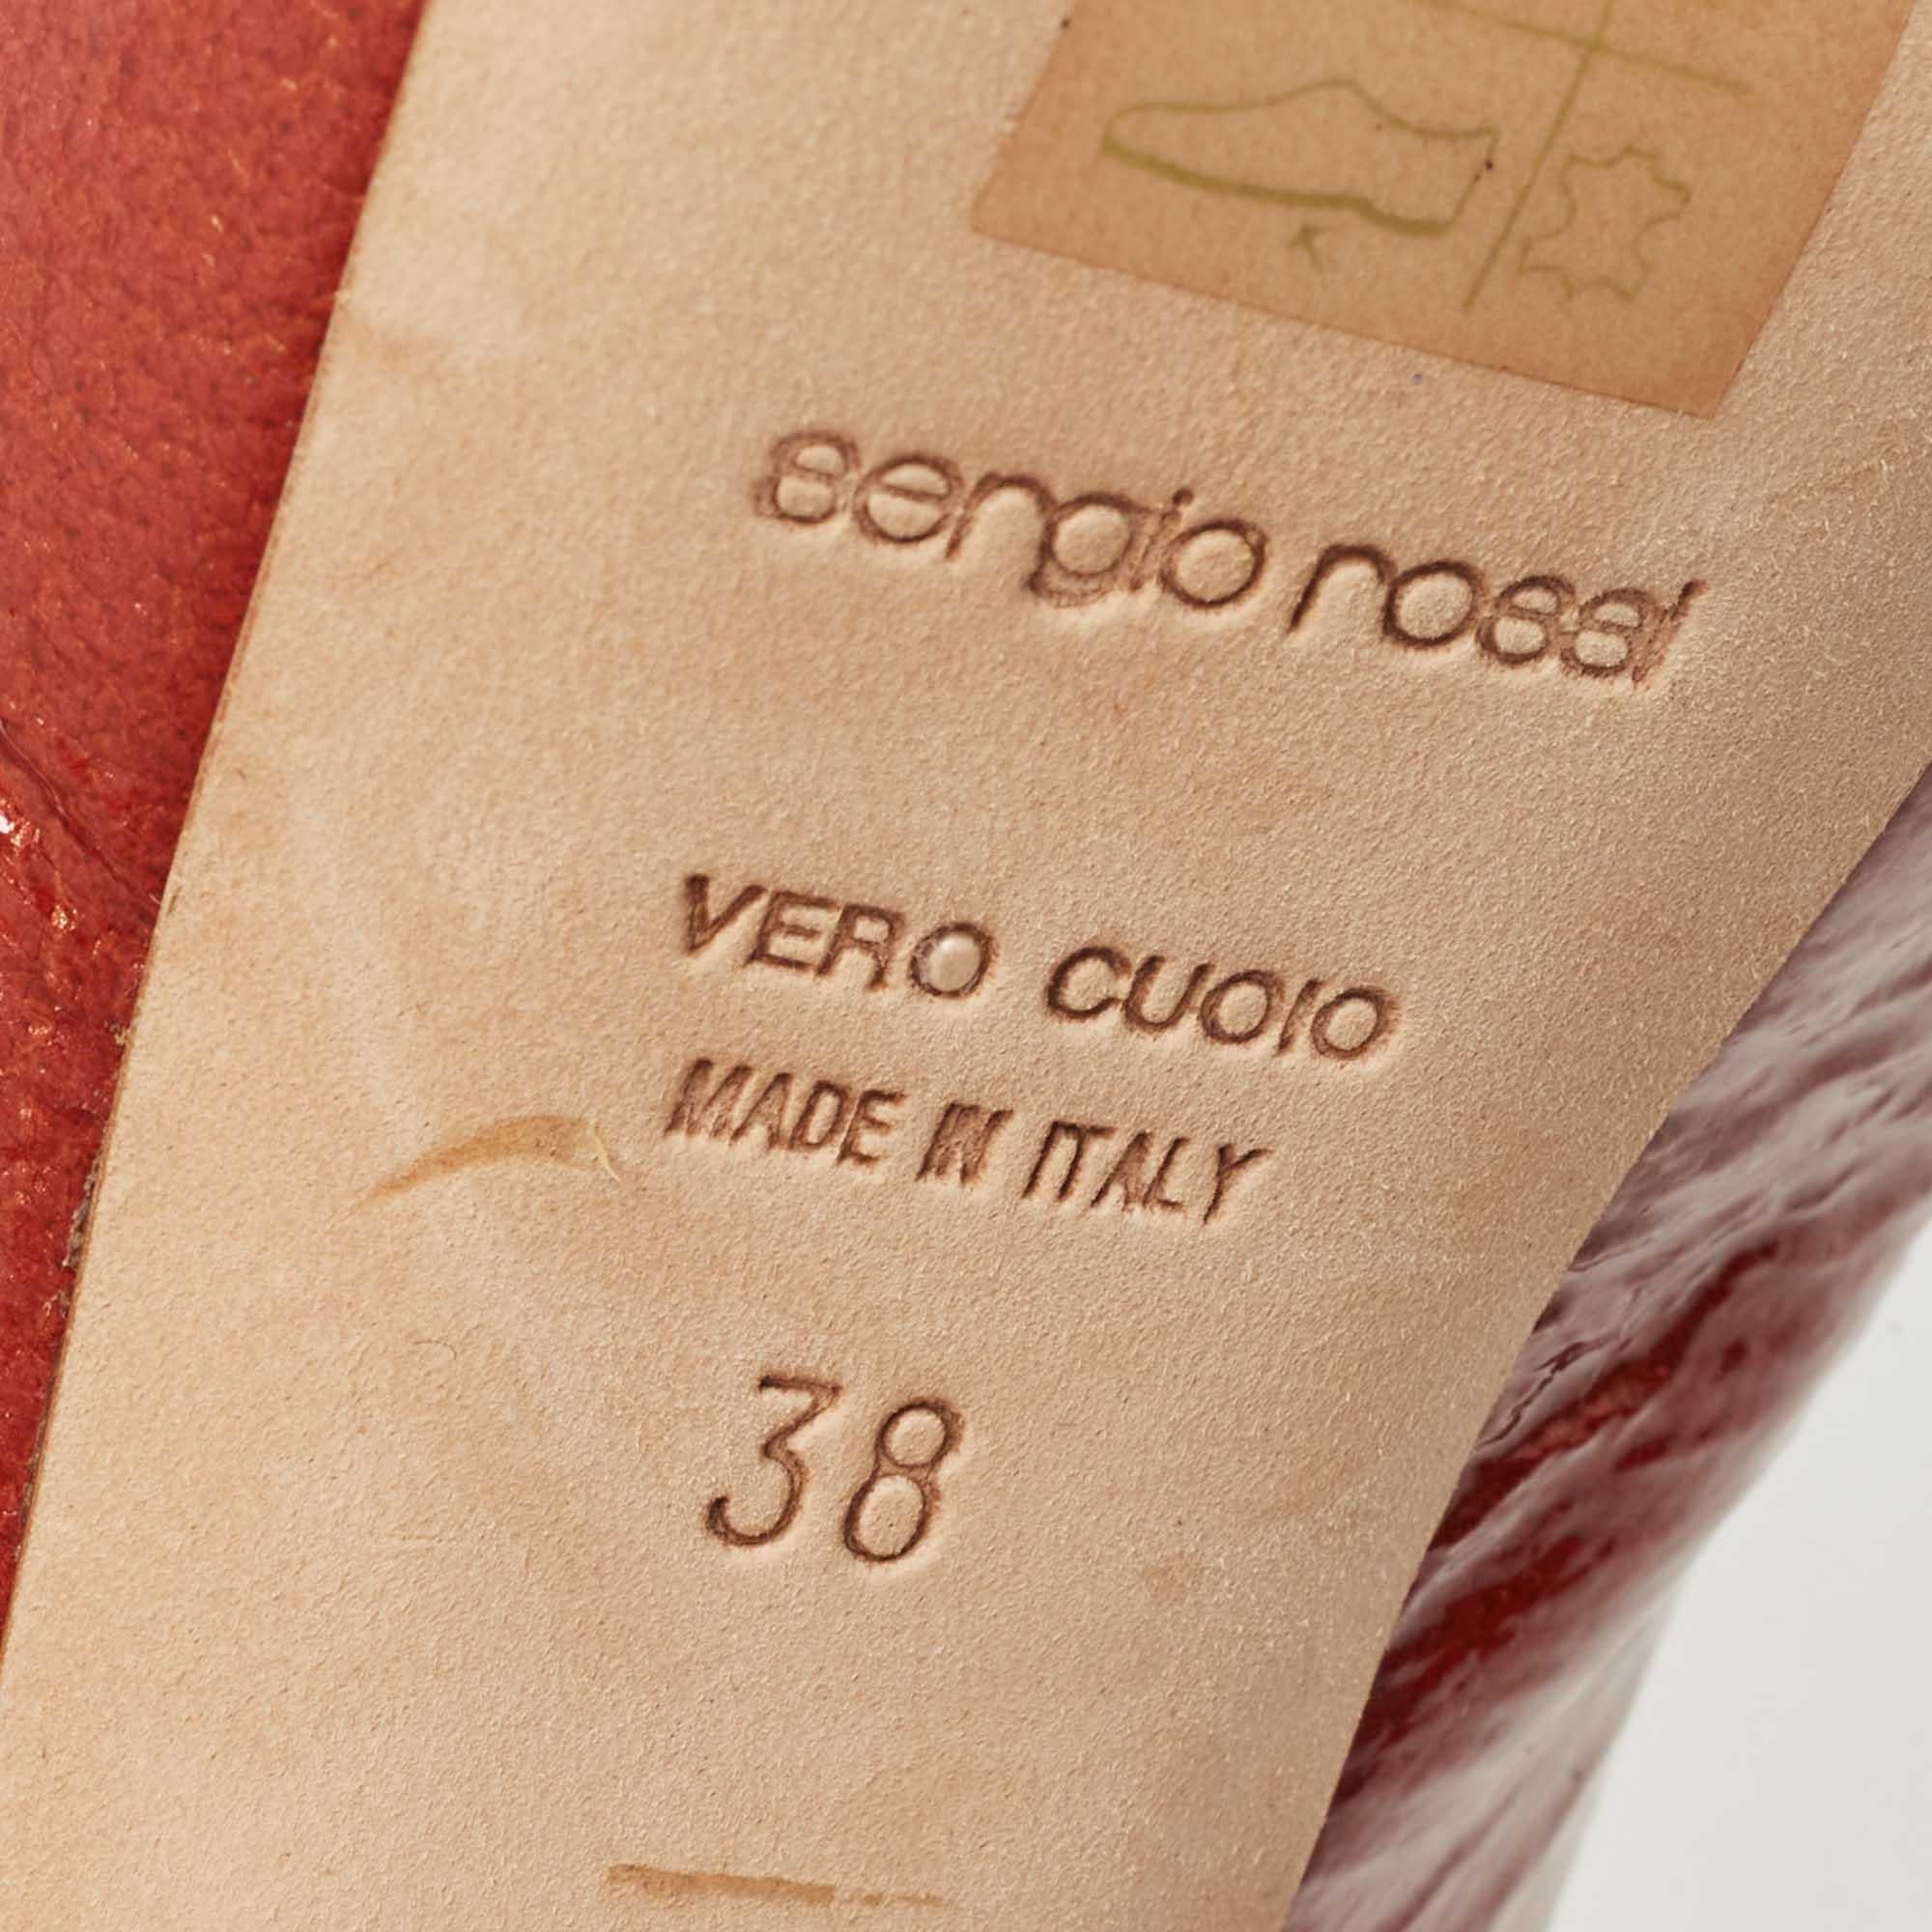 sergio rossi
VERO CUOIO
MADE IN ITALY
38